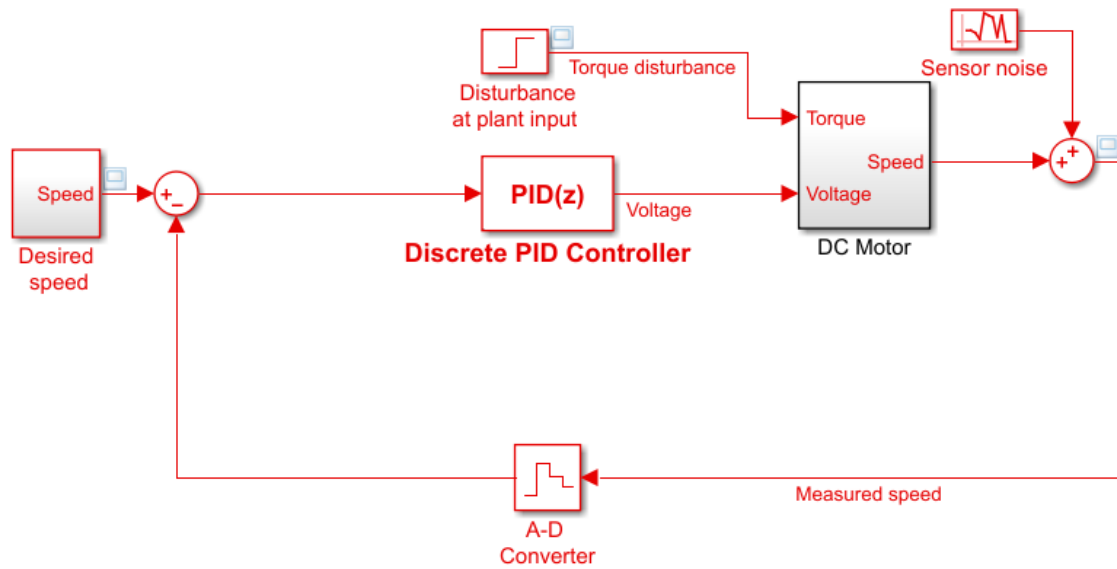 Torque disturbance
Disturbance
at plant input
Sensor noise
Torque
Speed
Voltage
DC Motor
+
+
Speed
Desired
speed
+
−
PID(z)
Voltage
Discrete PID Controller
Measured speed
A-D
Converter